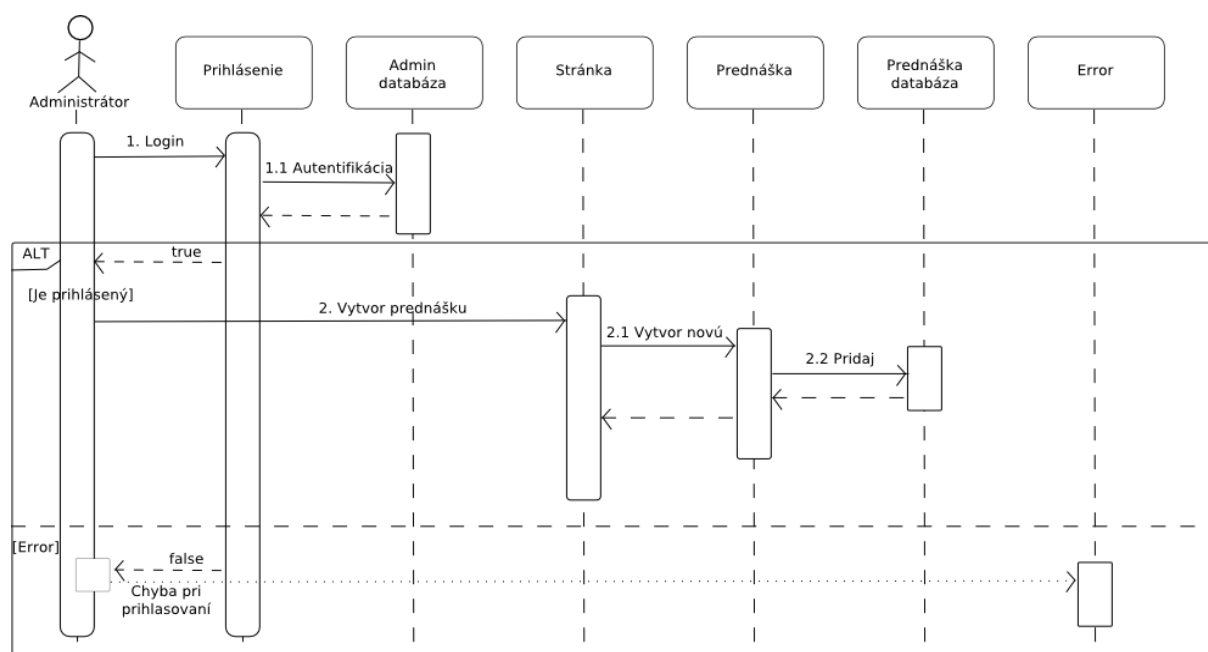 Administrátor
Prihlásenie
Admin
databáza
Stránka
Prednáška
Prednáška
databáza
Error
1. Login
1.1 Autentifikácia
ALT
true
[Je prihlásený]
2. Vytvor prednášku
2.1 Vytvor novú
2.2 Pridaj
[Error]
false
Chyba pri
prihlasovaní